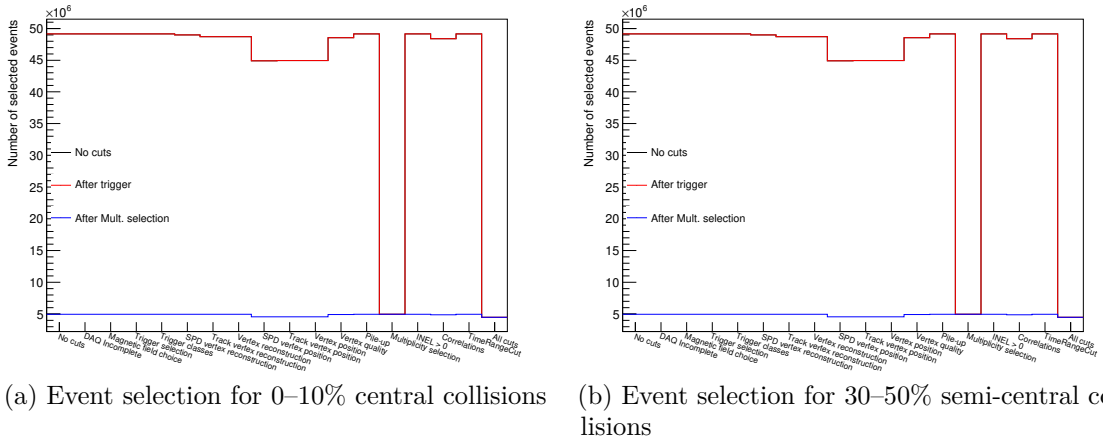 ×10⁶
50
45
40
35
30
25
20
15
10
5
Number of selected events
No cuts
After trigger
After Mult. selection
No cuts
DAQ Incomplete
Magnetic field choice
Trigger selection
Trigger classes
SPD vertex reconstruction
Track vertex reconstruction
Vertex reconstruction
SPD vertex position
Track vertex position
Vertex position
Vertex quality
Pile-up
Multiplicity selection
INEL > 0
Correlations
TimeRangeCut
All cuts
(a) Event selection for 0–10% central collisions
×10⁶
50
45
40
35
30
25
20
15
10
5
Number of selected events
No cuts
After trigger
After Mult. selection
No cuts
DAQ Incomplete
Magnetic field choice
Trigger selection
Trigger classes
SPD vertex reconstruction
Track vertex reconstruction
Vertex reconstruction
SPD vertex position
Track vertex position
Vertex position
Vertex quality
Pile-up
Multiplicity selection
INEL > 0
Correlations
TimeRangeCut
All cuts
(b) Event selection for 30–50% semi-central
lisions